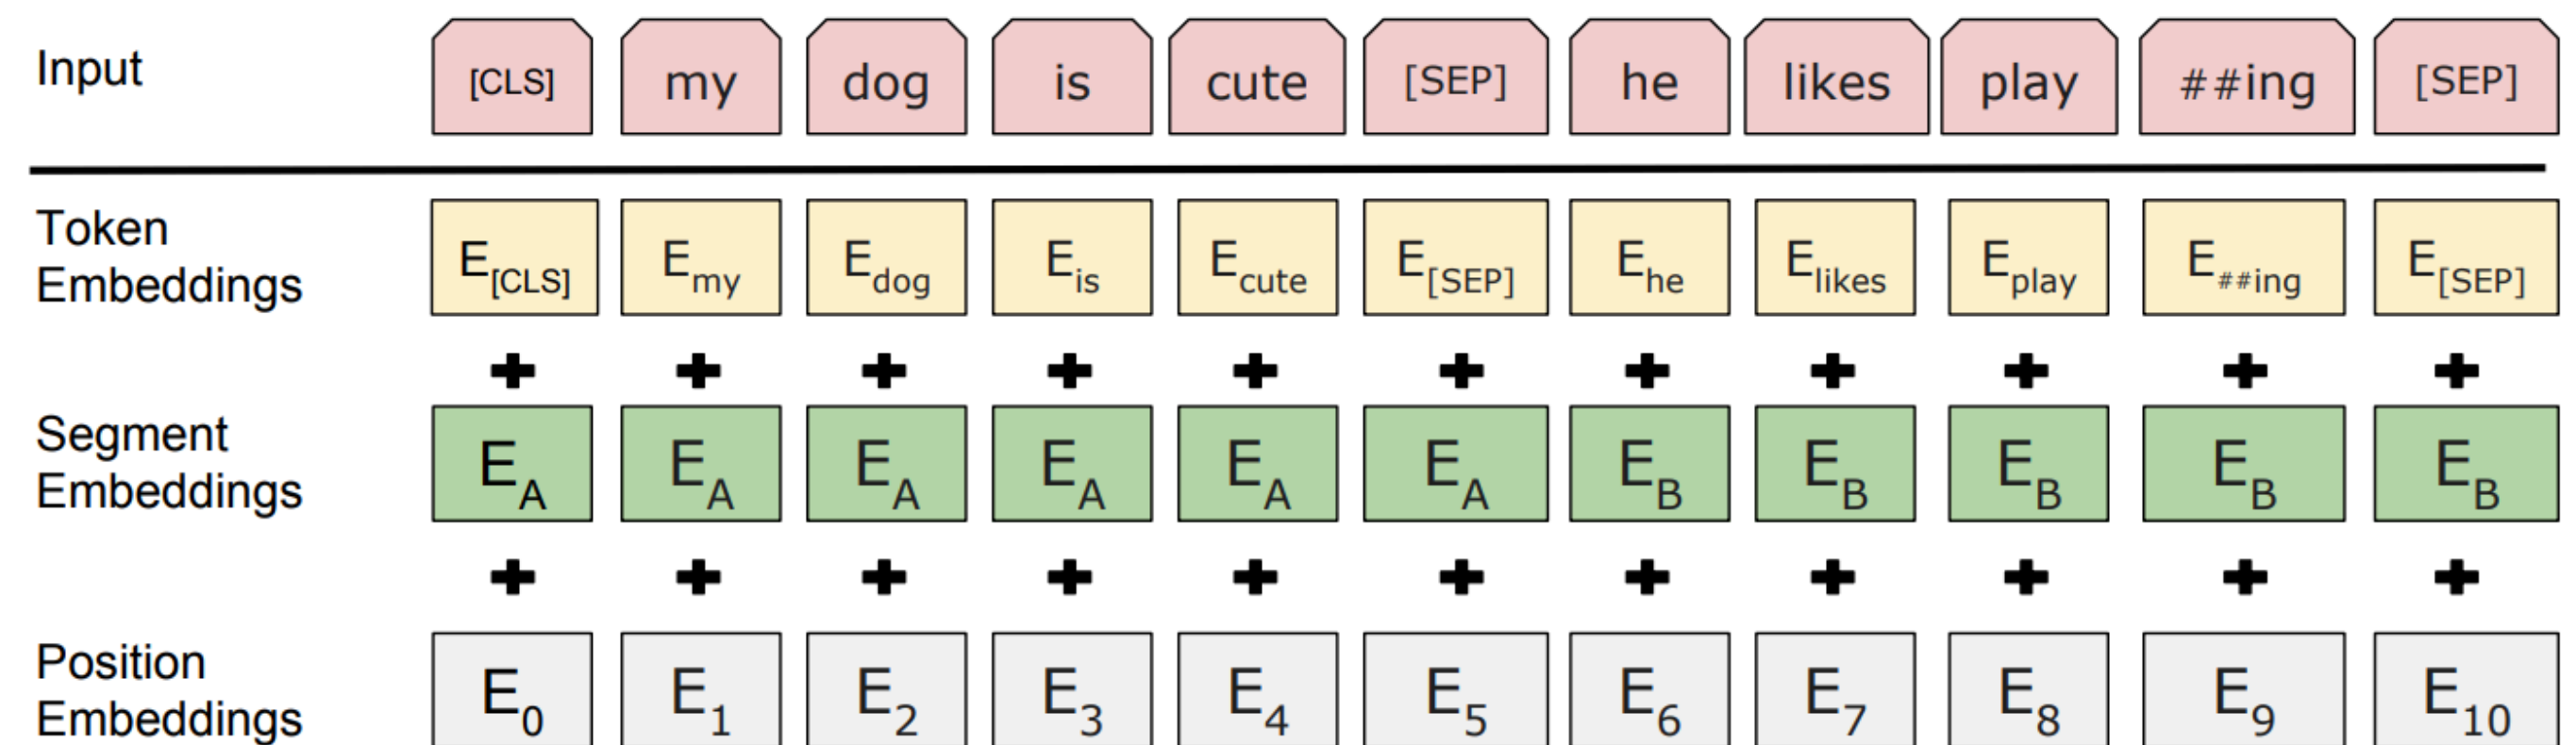 Input [CLS] my dog is cute [SEP] he likes play ##ing [SEP]
Token
Embeddings E[CLS] Emy Edog Eis Ecute E[SEP] Ehe Elikes Eplay E##ing E[SEP]
+ + + + + + + + + + +
Segment
Embeddings EA EA EA EA EA EA EB EB EB EB EB
+ + + + + + + + + + +
Position
Embeddings E0 E1 E2 E3 E4 E5 E6 E7 E8 E9 E10